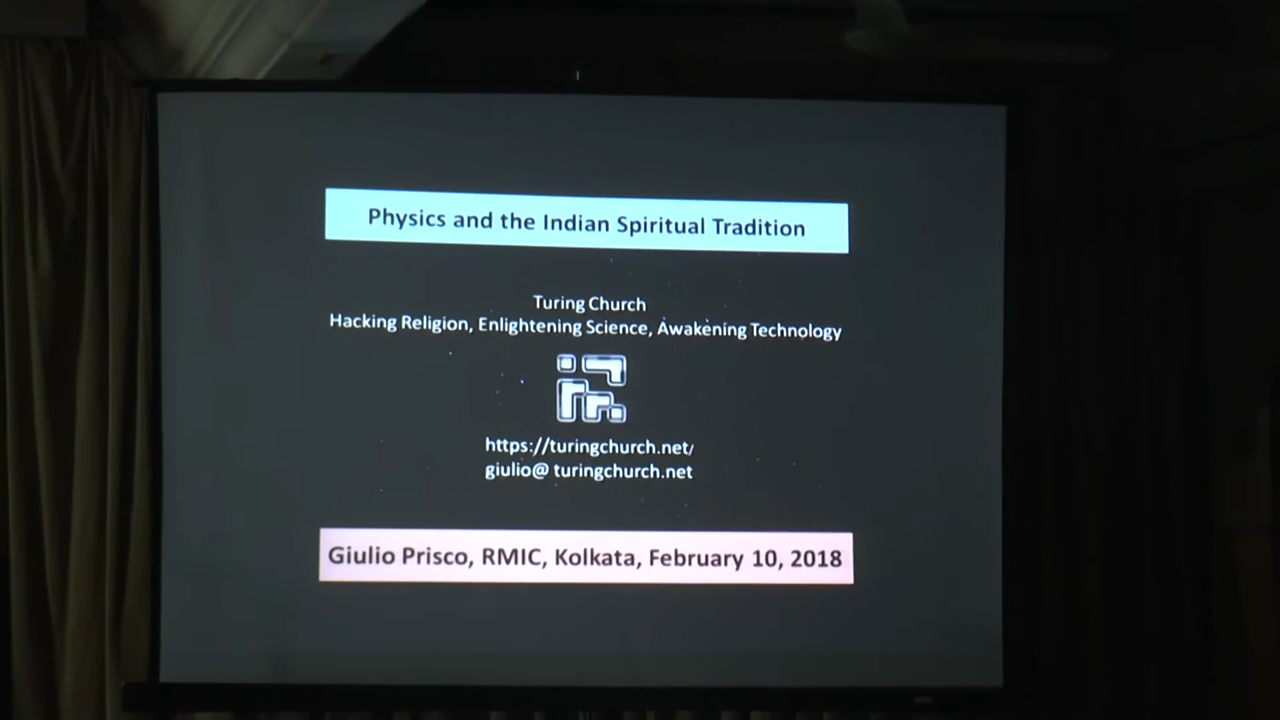 Physics and the Indian Spiritual Tradition
Turing Church
Hacking Religion, Enlightening Science, Awakening Technology
https://turingchurch.net/
giulio@ turingchurch.net
Giulio Prisco, RMIC, Kolkata, February 10, 2018